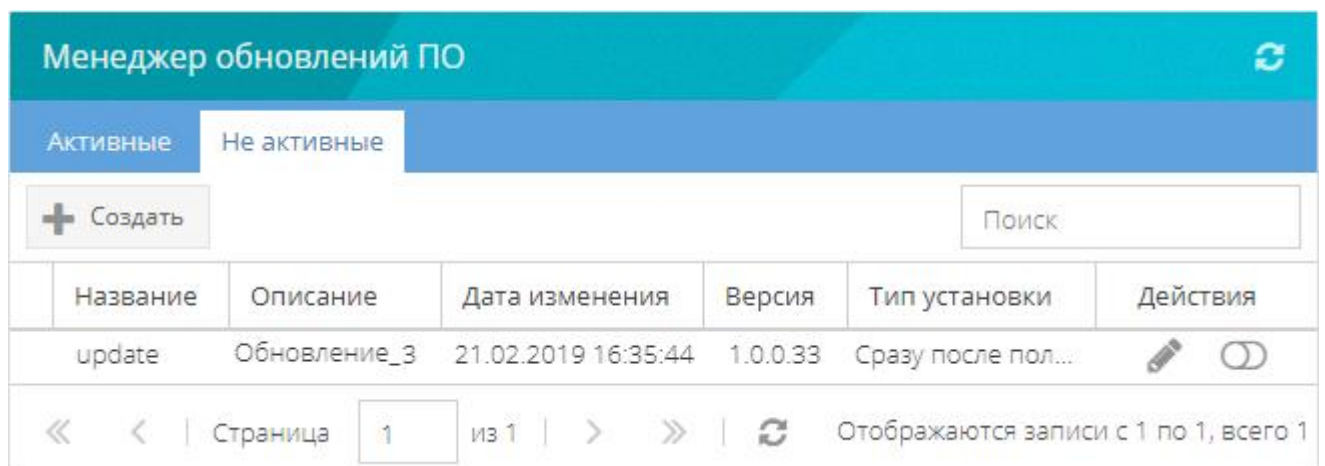 Менеджер обновлений ПО
Активные Не активные
Создать Поиск
Название Описание Дата изменения Версия Тип установки Действия
update Обновление_3 21.02.2019 16:35:44 1.0.0.33 Сразу после пол...
Страница 1 из 1 Отображаются записи с 1 по 1, всего 1